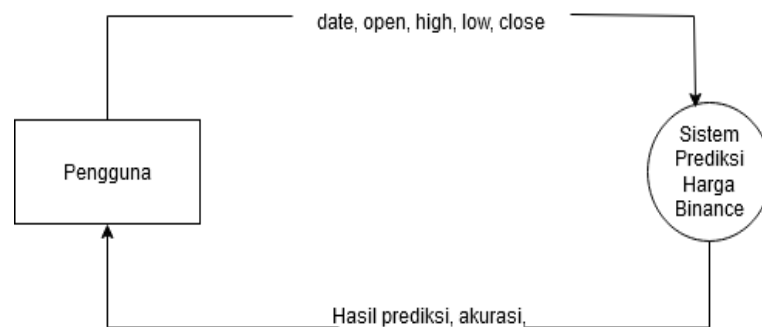 date, open, high, low, close
Pengguna
Sistem
Prediksi
Harga
Binance
Hasil prediksi, akurasi,